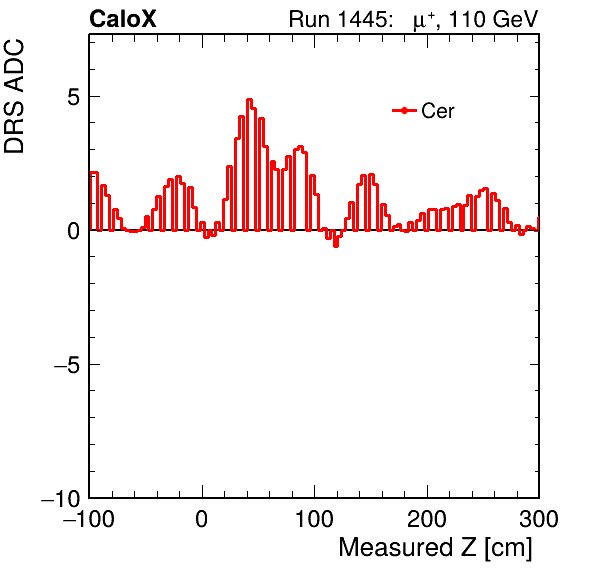 CaloX Run 1445: μ⁺, 110 GeV
DRS ADC
5
Cer
0
−5
−10
−100 0 100 200 300
Measured Z [cm]